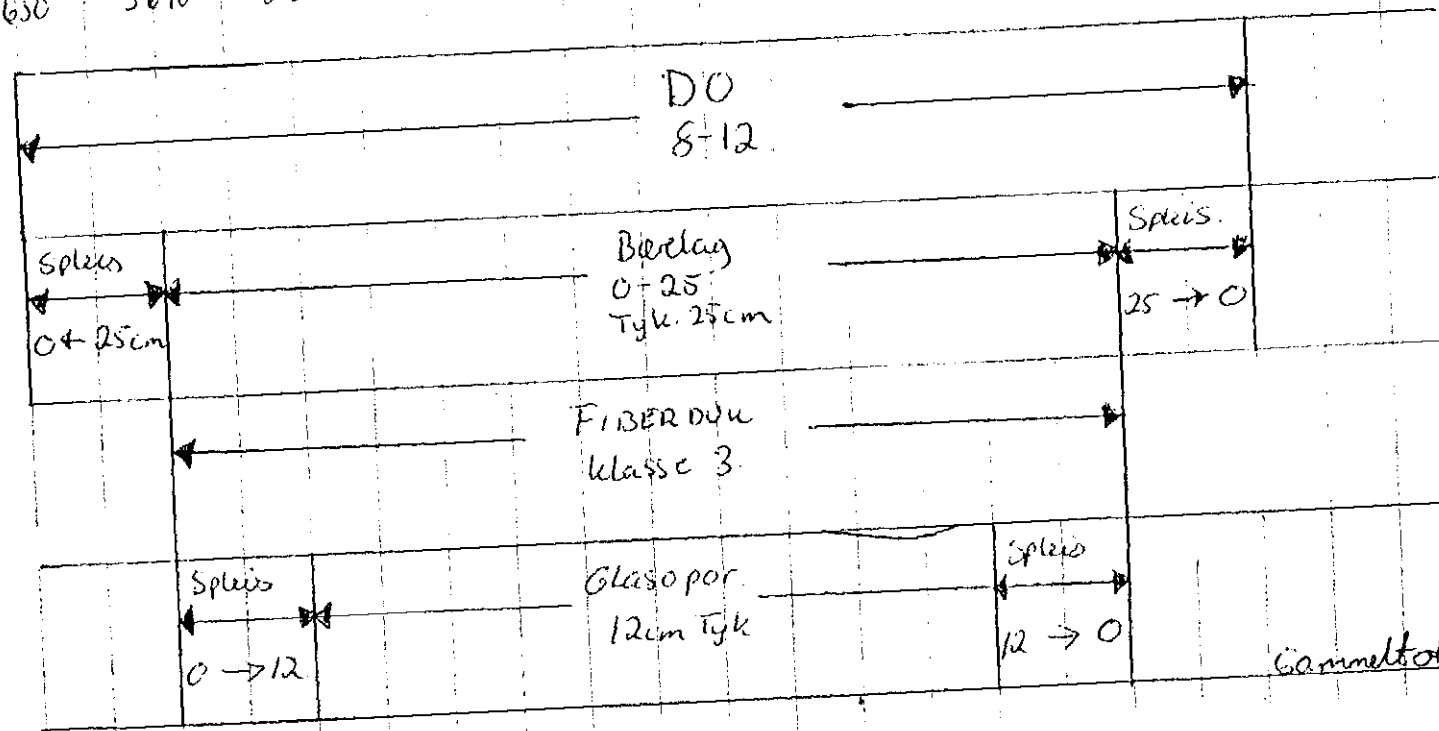 DO
8-12
Spleis
0 ← 25cm
Bærelag
0-25
Tyk. 25cm
Spleis.
25 → 0
FIBERDUK
klasse 3.
Spleis
0 → 12
Glasopor.
12cm Tyk
Spleis
12 → 0